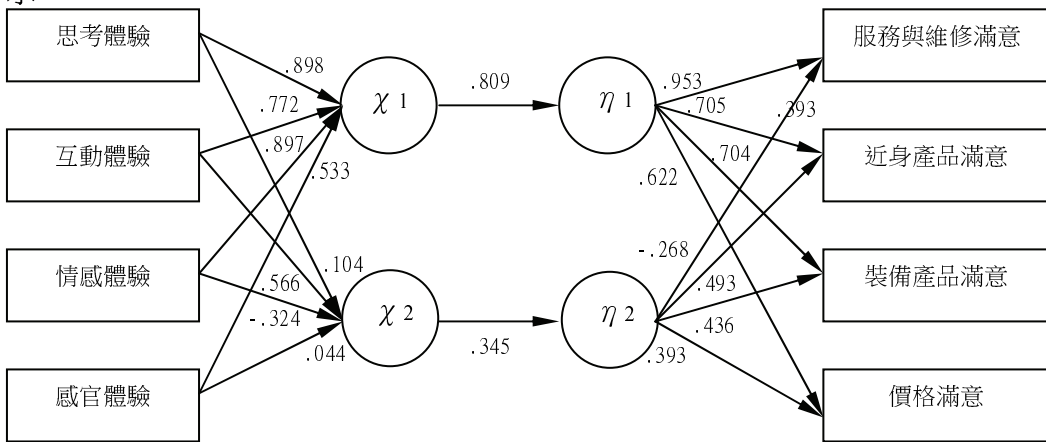 思考體驗
服務與維修滿意
.898
.809
.953
.772
χ 1
η 1
.705
.393
互動體驗
.897
.704
近身產品滿意
.533
.622
.104
-.268
情感體驗
.566
.493
裝備產品滿意
-.324
χ 2
η 2
.436
.044
.345
.393
感官體驗
價格滿意